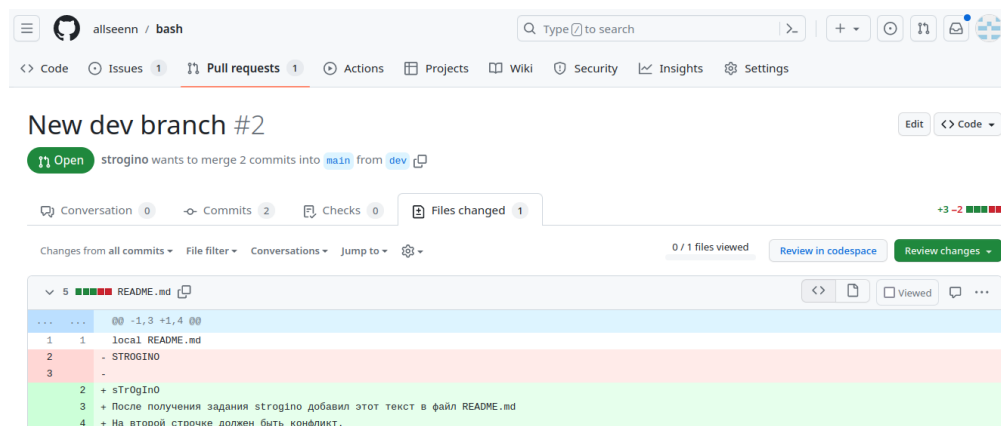 allseenn / bash
Type / to search
Code Issues 1 Pull requests 1 Actions Projects Wiki Security Insights Settings
New dev branch #2
Edit <> Code
Open strogino wants to merge 2 commits into main from dev
Conversation 0 Commits 2 Checks 0 Files changed 1 +3 −2
Changes from all commits File filter Conversations Jump to 0 / 1 files viewed Review in codespace Review changes
5 README.md <> Viewed
... ... @@ -1,3 +1,4 @@
1 1 local README.md
2 - STROGINO
3 -
2 + sTrOgInO
3 + После получения задания strogino добавил этот текст в файл README.md
4 + На второй строчке должен быть конфликт.